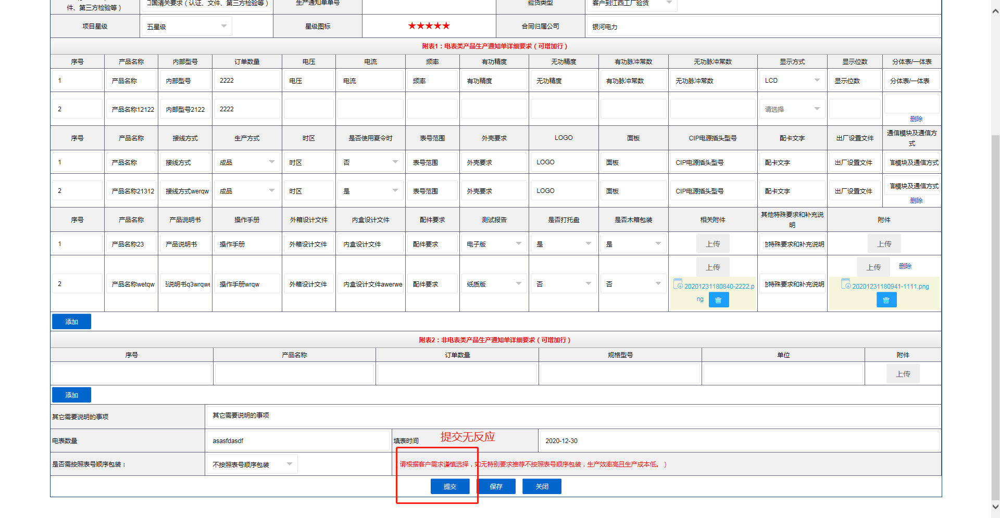 口国清关要求（认证、文件、第三方检验等）
生产通知单单号
验货类型
客户到江西工厂验货
件、第三方检验等）
项目星级 五星级 星级图标 ★★★★★ 合同归属公司 银河电力
附表1：电表类产品生产通知单详细要求（可增加行）
序号 产品名称 内部型号 订单数量 电压 电流 频率 有功精度 无功精度 有功脉冲常数 无功脉冲常数 显示方式 显示位数 分体表/一体表
1 产品名称 内部型号 2222 电压 电流 频率 有功精度 无功精度 有功脉冲常数 无功脉冲常数 LCD 显示位数 分体表/一体表
2 产品名称12122 内部型号2122 2222 请选择
删除
序号 产品名称 接线方式 生产方式 时区 是否使用夏令时 表号范围 外壳要求 LOGO 面板 CIP电源插头型号 配卡文字 出厂设置文件 通信模块及通信方
式
1 产品名称 接线方式 成品 时区 否 表号范围 外壳要求 LOGO 面板 CIP电源插头型号 配卡文字 出厂设置文件 言模块及通信方式
2 产品名称21312 接线方式werqw 成品 时区 是 表号范围 外壳要求 LOGO 面板 CIP电源插头型号 配卡文字 出厂设置文件 言模块及通信方式
删除
序号 产品名称 产品说明书 操作手册 外箱设计文件 内盒设计文件 配件要求 测试报告 是否打托盘 是否木箱包装 相关附件 其他特殊要求和补充说
明
附件
1 产品名称23 产品说明书 操作手册 外箱设计文件 内盒设计文件 配件要求 电子版 是 是 上传 特殊要求和补充说明 上传
上传 上传 删除
2 产品名称wetqw 说明书q3wrqwe 操作手册wrqw 外箱设计文件 内盒设计文件awerwe 配件要求 纸质版 否 否 20201231180840-2222.p 特殊要求和补充说明 20201231180941-1111.png
ng
添加
附表2：非电表类产品生产通知单详细要求（可增加行）
序号 产品名称 订单数量 规格型号 单位 附件
上传
添加
其它需要说明的事项 其它需要说明的事项
提交无反应
电表数量 asasfdasdf 填表时间 2020-12-30
是否需按照表号顺序包装： 不按照表号顺序包装 （请根据客户需求谨慎选择，如无特别要求推荐不按照表号顺序包装，生产效率高且生产成本低。）
提交 保存 关闭